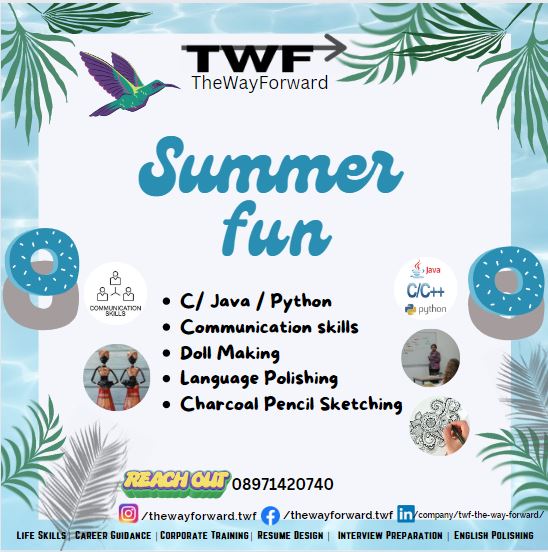 TWF
TheWayForward
Summer
fun
COMMUNICATION
SKILLS
Java
C/C++
python
• C/ Java / Python
• Communication skills
• Doll Making
• Language Polishing
• Charcoal Pencil Sketching
REACH OUT 08971420740
/thewayforward.twf /thewayforward.twf in/company/twf-the-way-forward/
LIFE SKILLS | CAREER GUIDANCE | CORPORATE TRAINING | RESUME DESIGN | INTERVIEW PREPARATION | ENGLISH POLISHING